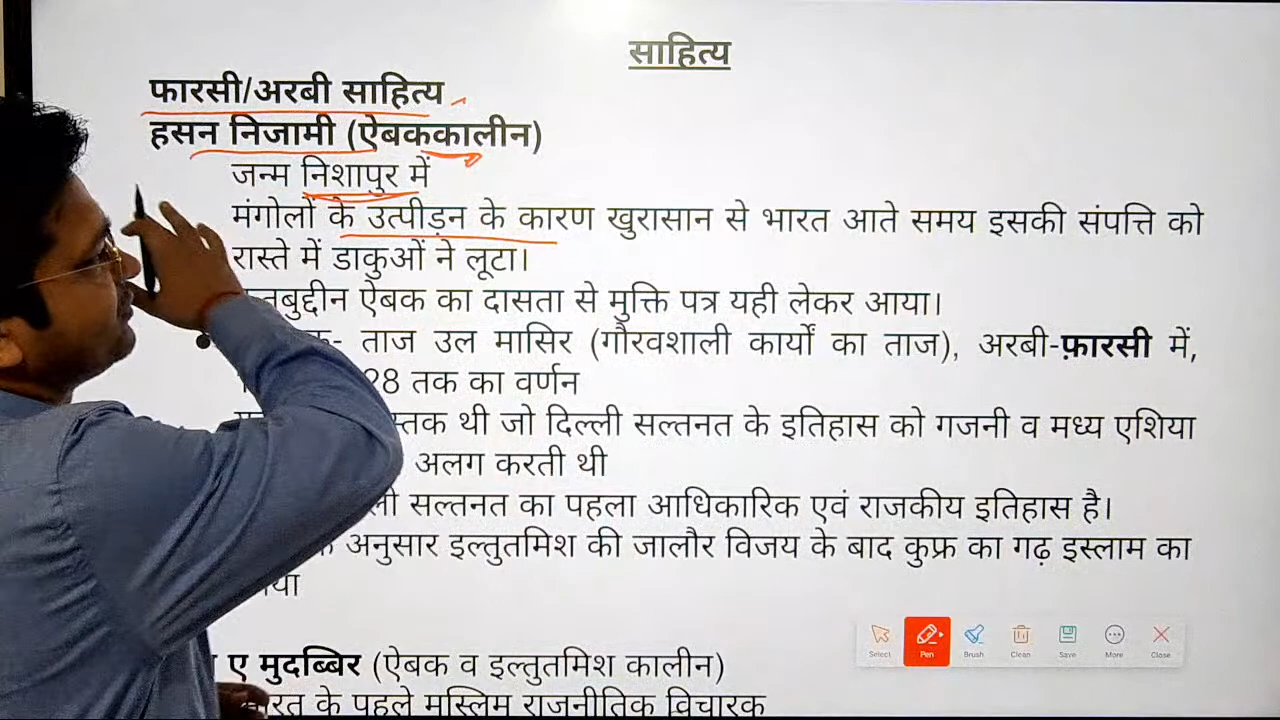 साहित्य
फारसी/अरबी साहित्य
हसन निजामी (ऐबककालीन)
जन्म निशापुर में
मंगोलों के उत्पीड़न के कारण खुरासान से भारत आते समय इसकी संपत्ति को
रास्ते में डाकुओं ने लूटा।
ऐबक का दासता से मुक्ति पत्र यही लेकर आया।
ताज उल मासिर (गौरवशाली कार्यों का ताज), अरबी-फ़ारसी में,
28 तक का वर्णन
थी जो दिल्ली सल्तनत के इतिहास को गजनी व मध्य एशिया
अलग करती थी
सल्तनत का पहला आधिकारिक एवं राजकीय इतिहास है।
अनुसार इल्तुतमिश की जालौर विजय के बाद कुफ्र का गढ़ इस्लाम का
ए मुदब्बिर (ऐबक व इल्तुतमिश कालीन)
के पहले मुस्लिम राजनीतिक विचारक
Select Pen Brush Clean Save More Close